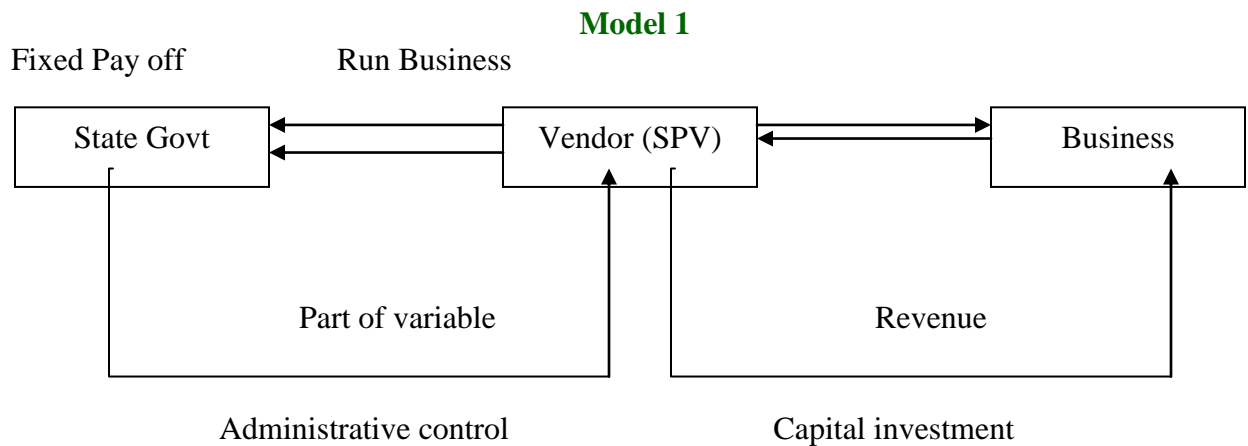 Model 1
Fixed Pay off Run Business
State Govt Vendor (SPV) Business
Part of variable Revenue
Administrative control Capital investment